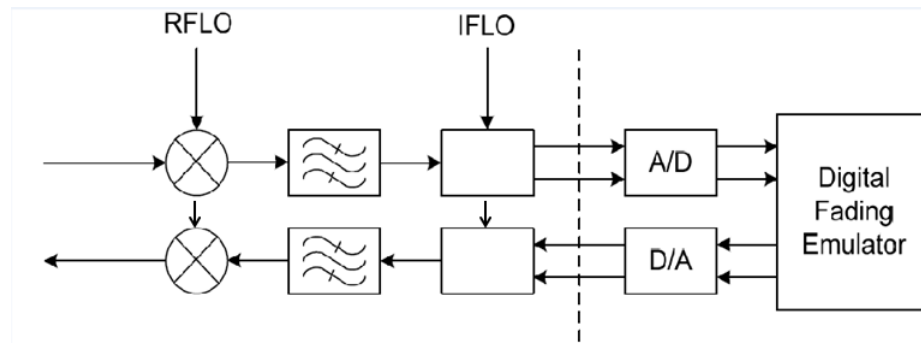 RFLO
IFLO
A/D
D/A
Digital
Fading
Emulator